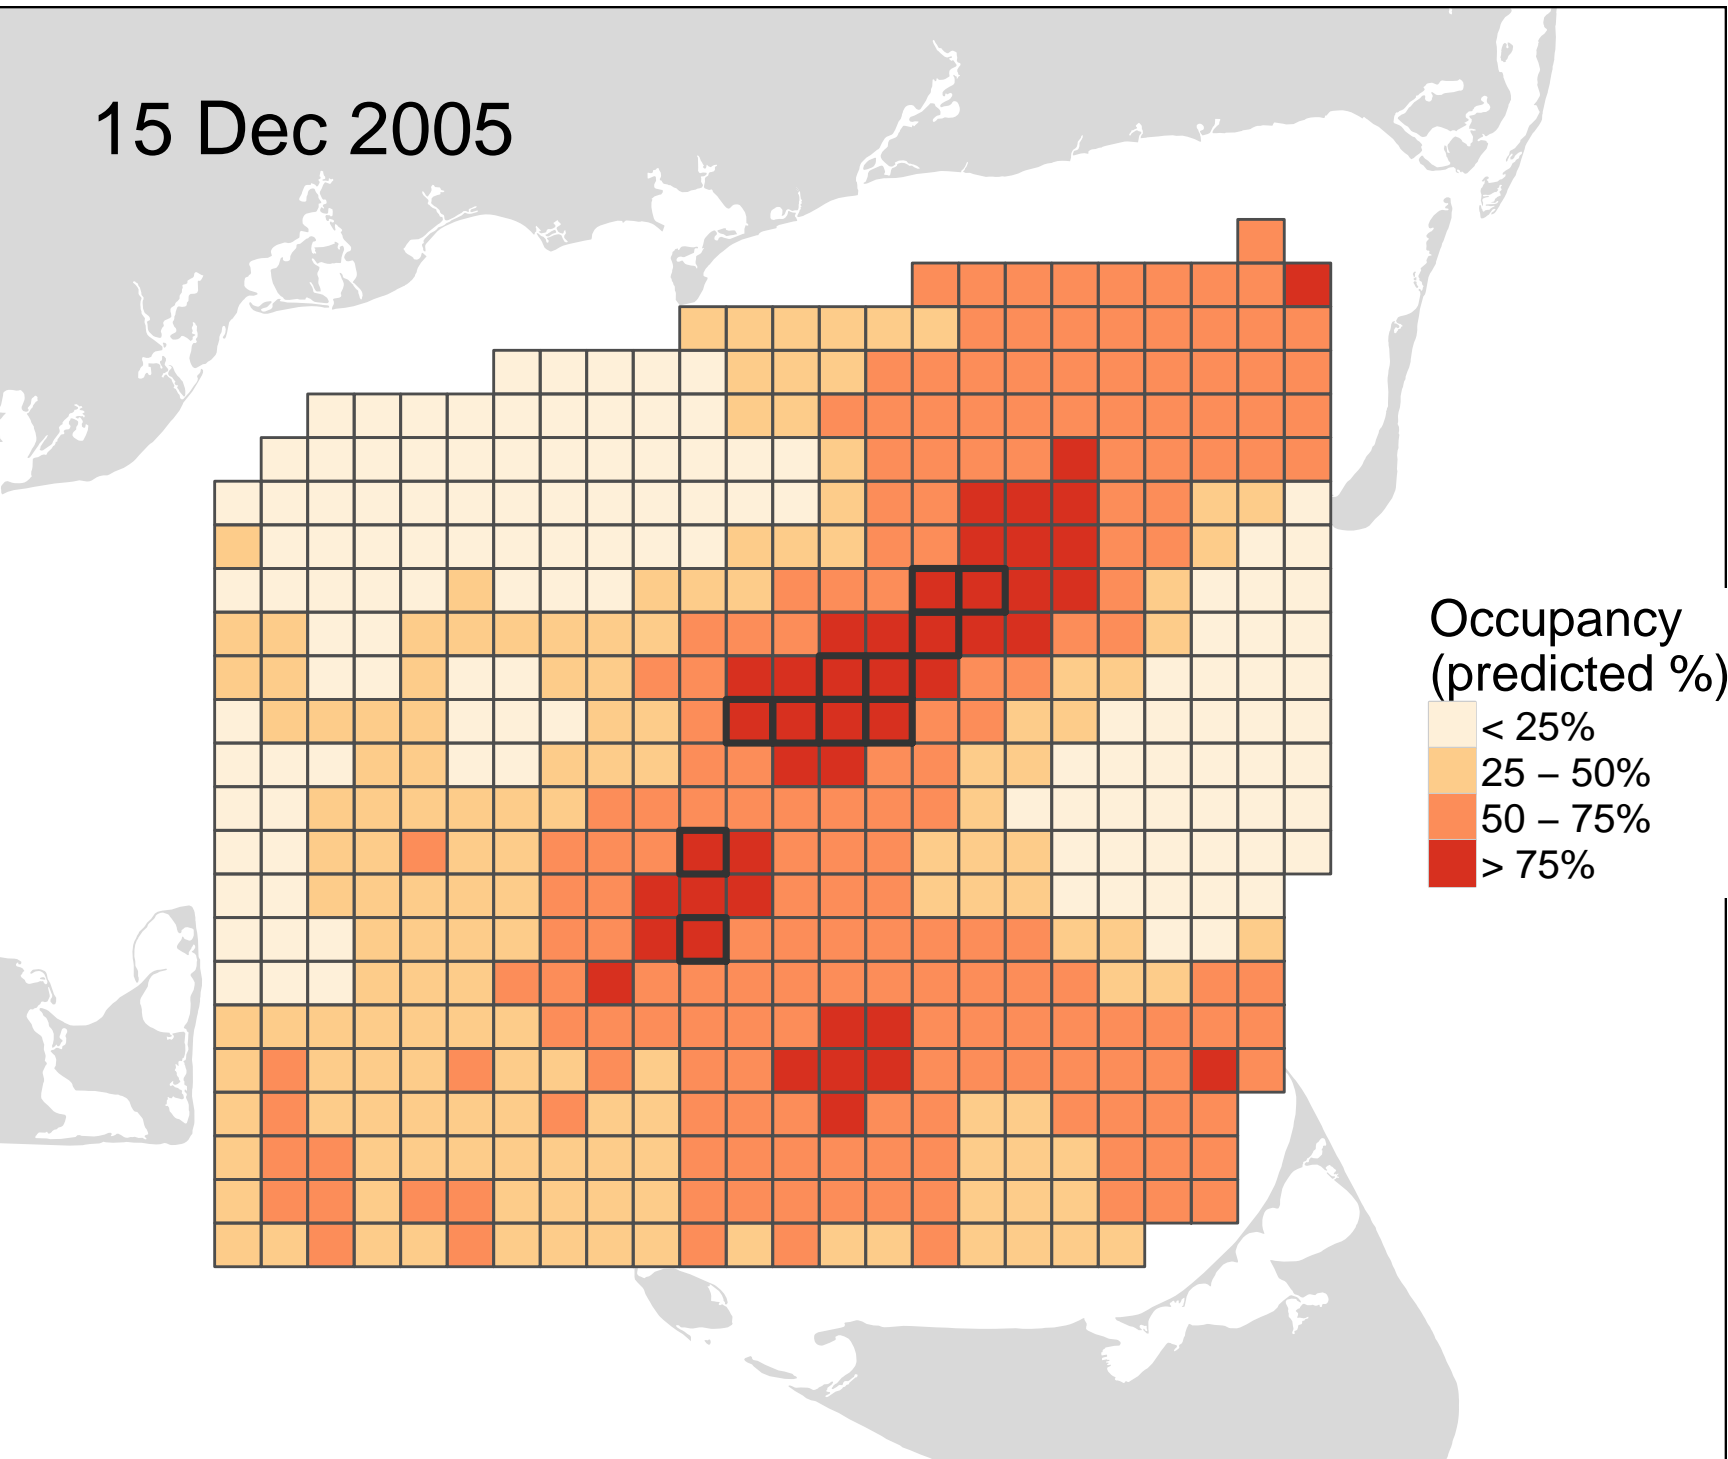 15 Dec 2005
Occupancy
(predicted %)
< 25%
25 – 50%
50 – 75%
> 75%